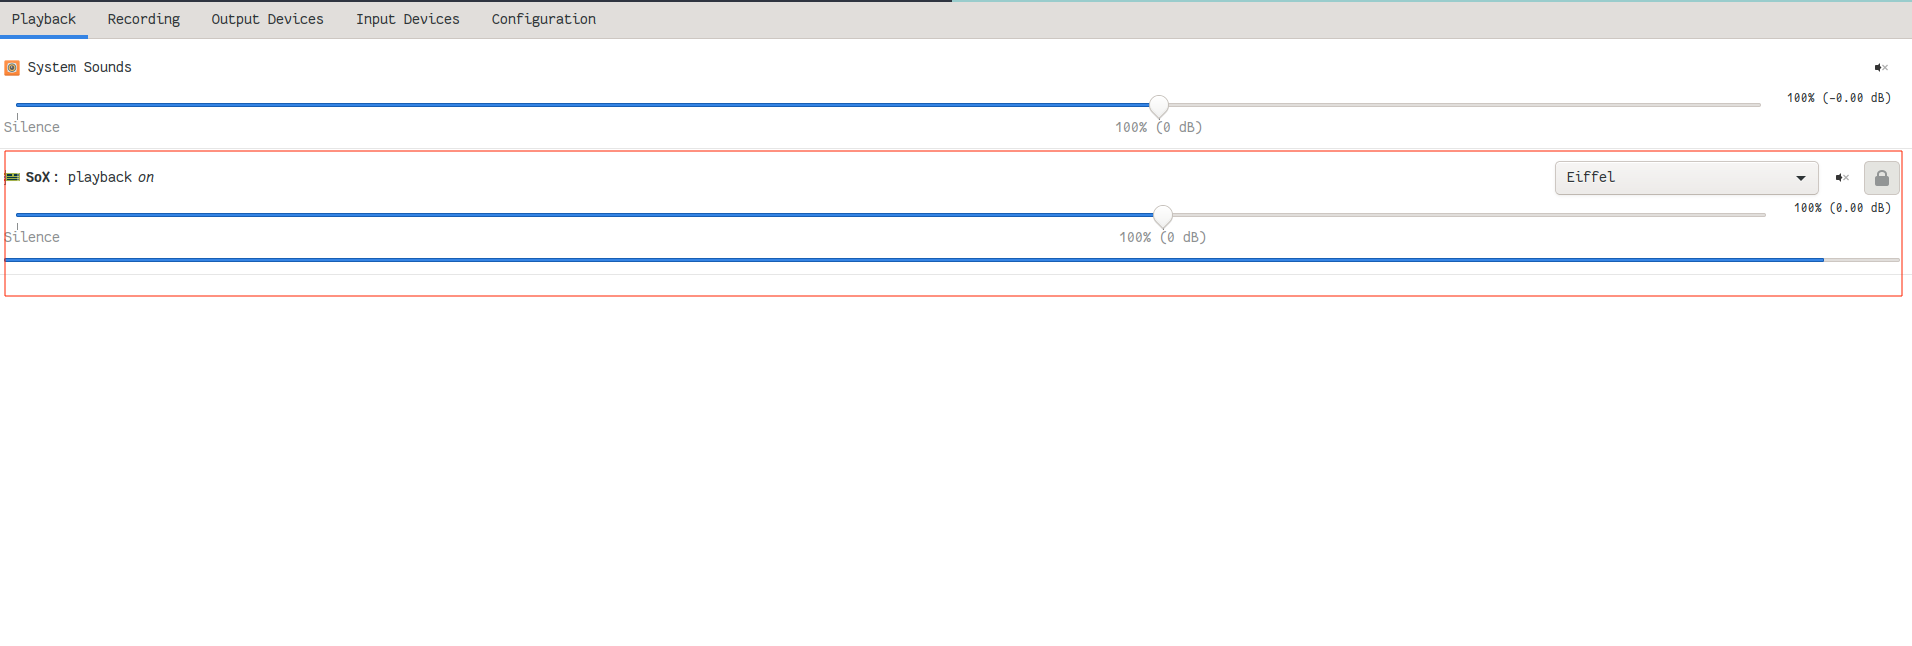 Playback Recording Output Devices Input Devices Configuration
System Sounds
100% (-0.00 dB)
Silence 100% (0 dB)
SoX: playback on Eiffel
100% (0.00 dB)
Silence 100% (0 dB)